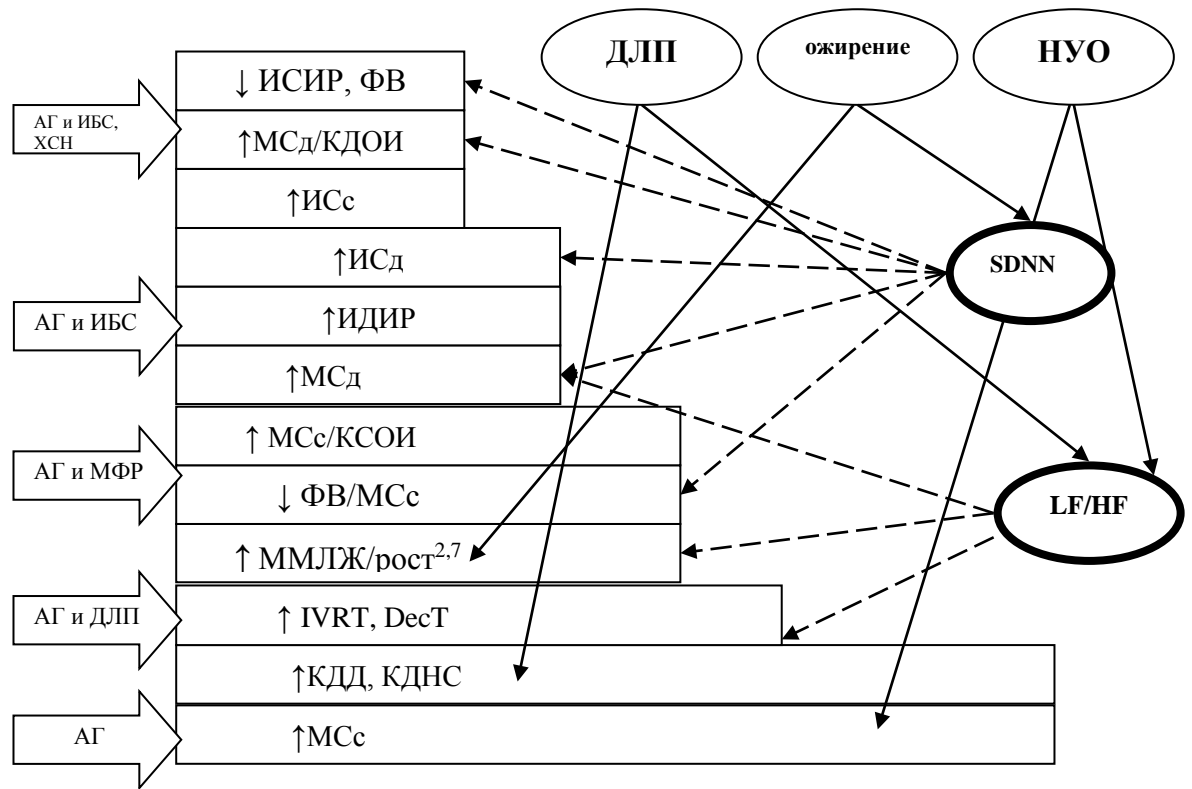 ДЛП
ожирение
НУО
↓ ИСИР, ФВ
АГ и ИБС,
ХСН
↑МСд/КДОИ
↑ИСс
↑ИСд
SDNN
АГ и ИБС
↑ИДИР
↑МСд
↑ МСс/КСОИ
АГ и МФР
↓ ФВ/МСс
LF/HF
↑ ММЛЖ/рост2,7
АГ и ДЛП
↑ IVRT, DecT
↑КДД, КДНС
АГ
↑МСс